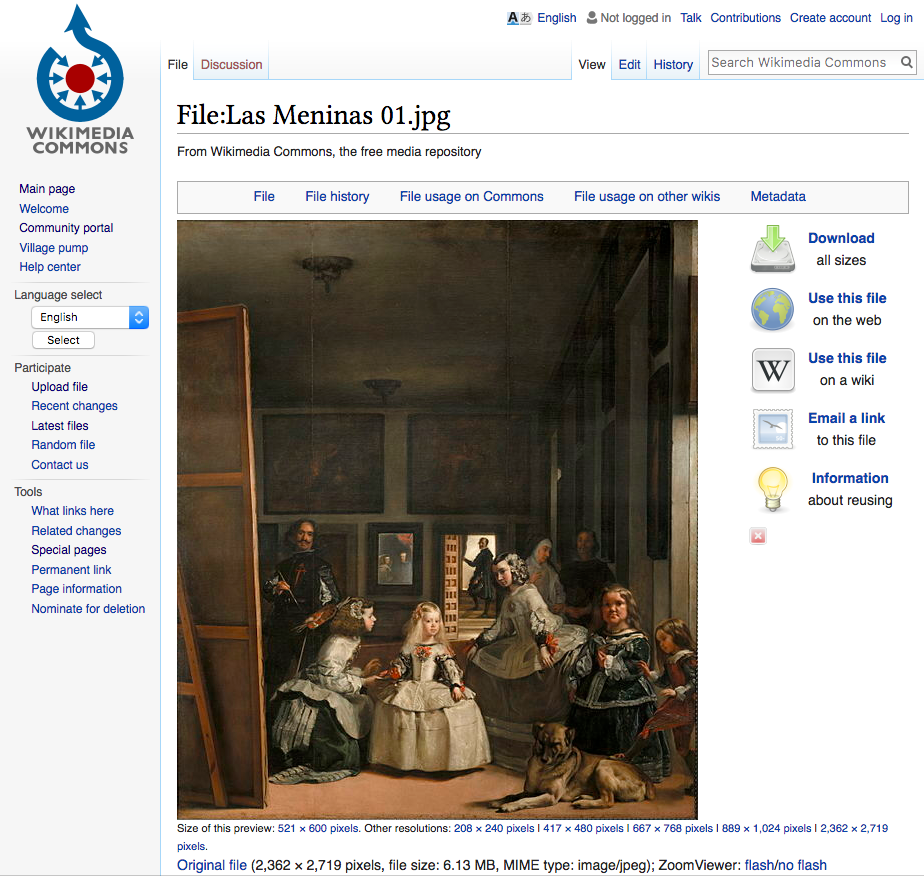 English Not logged in Talk Contributions Create account Log in
File Discussion View Edit History Search Wikimedia Commons
WIKIMEDIA
COMMONS
File:Las Meninas 01.jpg
From Wikimedia Commons, the free media repository
Main page
Welcome
Community portal
Village pump
Help center
Language select
English
Select
Participate
Upload file
Recent changes
Latest files
Random file
Contact us
Tools
What links here
Related changes
Special pages
Permanent link
Page information
Nominate for deletion
File File history File usage on Commons File usage on other wikis Metadata
Download
all sizes
Use this file
on the web
W
Use this file
on a wiki
Email a link
to this file
Information
about reusing
Size of this preview: 521 × 600 pixels. Other resolutions: 208 × 240 pixels | 417 × 480 pixels | 667 × 768 pixels | 889 × 1,024 pixels | 2,362 × 2,719
pixels.
Original file (2,362 × 2,719 pixels, file size: 6.13 MB, MIME type: image/jpeg); ZoomViewer: flash/no flash